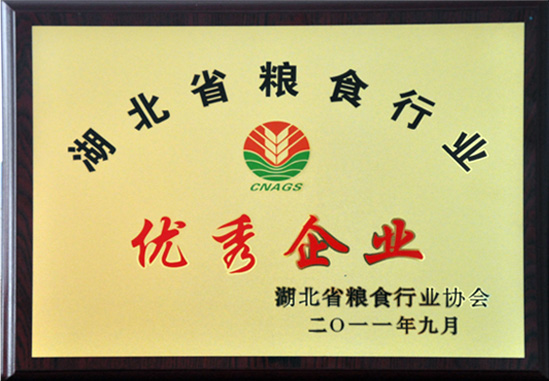 湖北省粮食行业
CNAGS
优秀企业
湖北省粮食行业协会
二〇一一年九月